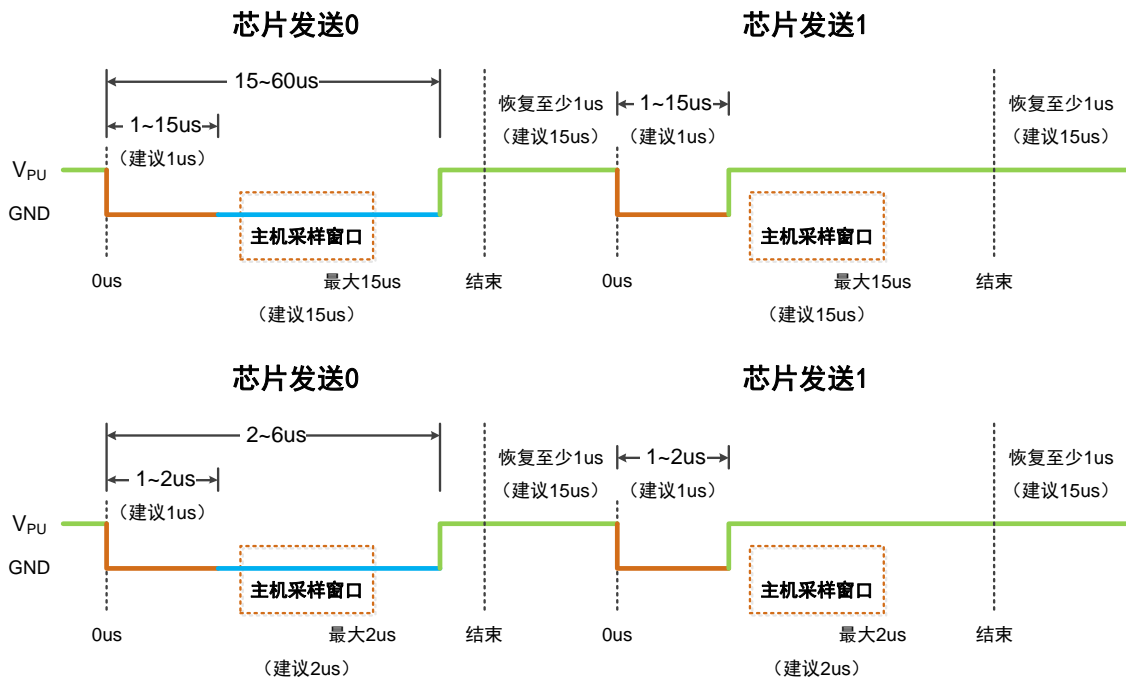 芯片发送0
芯片发送1
15~60us
恢复至少1us
(建议15us)
1~15us
(建议1us)
1~15us
(建议1us)
恢复至少1us
(建议15us)
VPU
GND
主机采样窗口
主机采样窗口
0us
最大15us
(建议15us)
结束
0us
最大15us
(建议15us)
结束
芯片发送0
芯片发送1
2~6us
恢复至少1us
(建议15us)
1~2us
(建议1us)
1~2us
(建议1us)
恢复至少1us
(建议15us)
VPU
GND
主机采样窗口
主机采样窗口
0us
最大2us
(建议2us)
结束
0us
最大2us
(建议2us)
结束